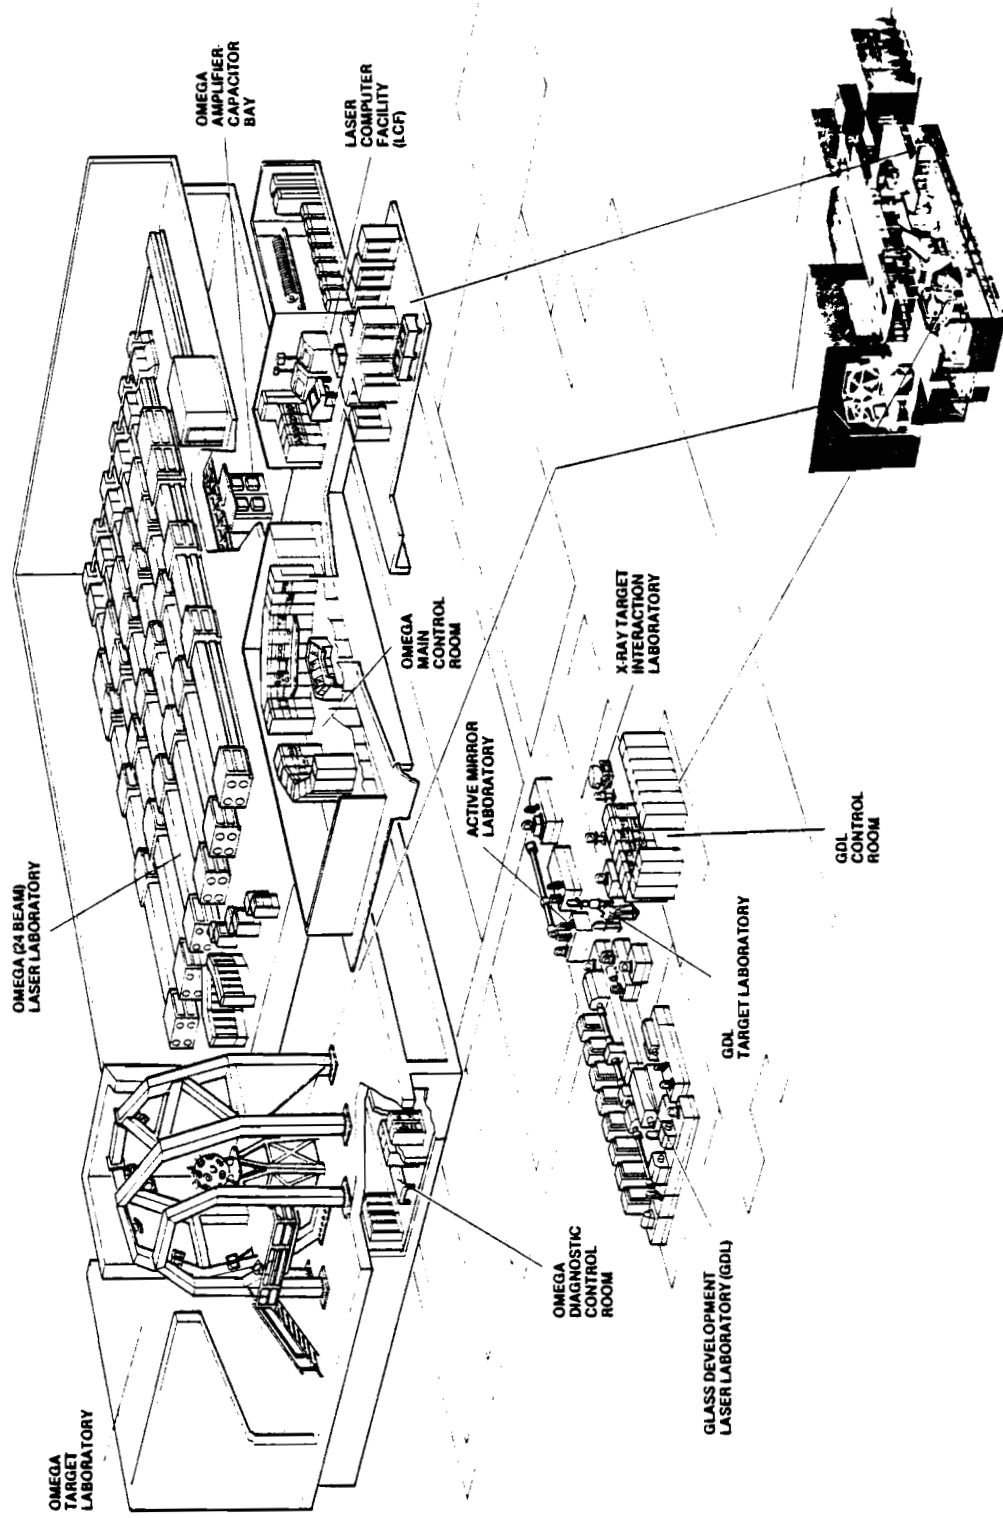 OMEGA
TARGET
LABORATORY
OMEGA (24 BEAM)
LASER LABORATORY
OMEGA
AMPLIFIER-
CAPACITOR
BAY
LASER
COMPUTER
FACILITY
(LCF)
OMEGA
MAIN
CONTROL
ROOM
ACTIVE MIRROR
LABORATORY
X-RAY TARGET
INTERACTION
LABORATORY
OMEGA
DIAGNOSTIC
CONTROL
ROOM
GLASS DEVELOPMENT
LASER LABORATORY (GDL)
GDL
TARGET LABORATORY
GDL
CONTROL
ROOM